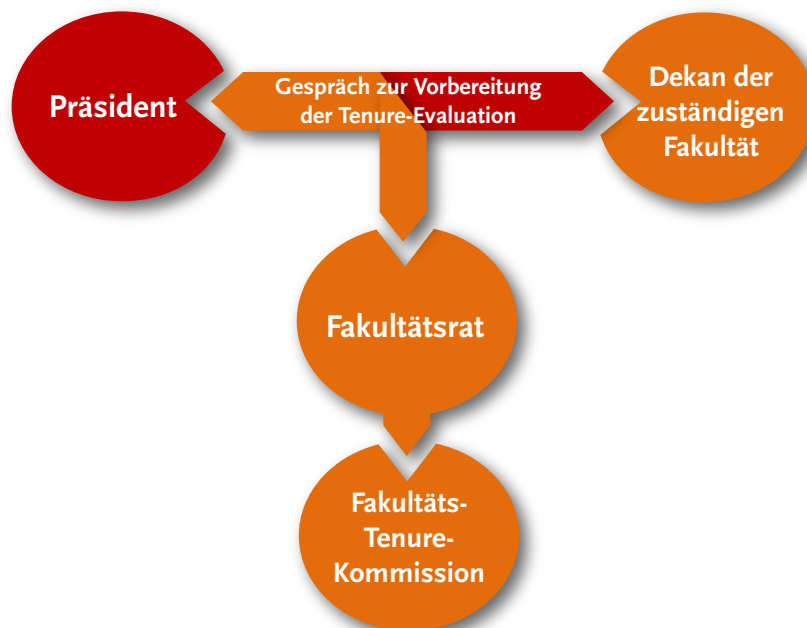 Präsident
Gespräch zur Vorbereitung
der Tenure-Evaluation
Dekan der
zuständigen
Fakultät
Fakultätsrat
Fakultäts-
Tenure-
Kommission